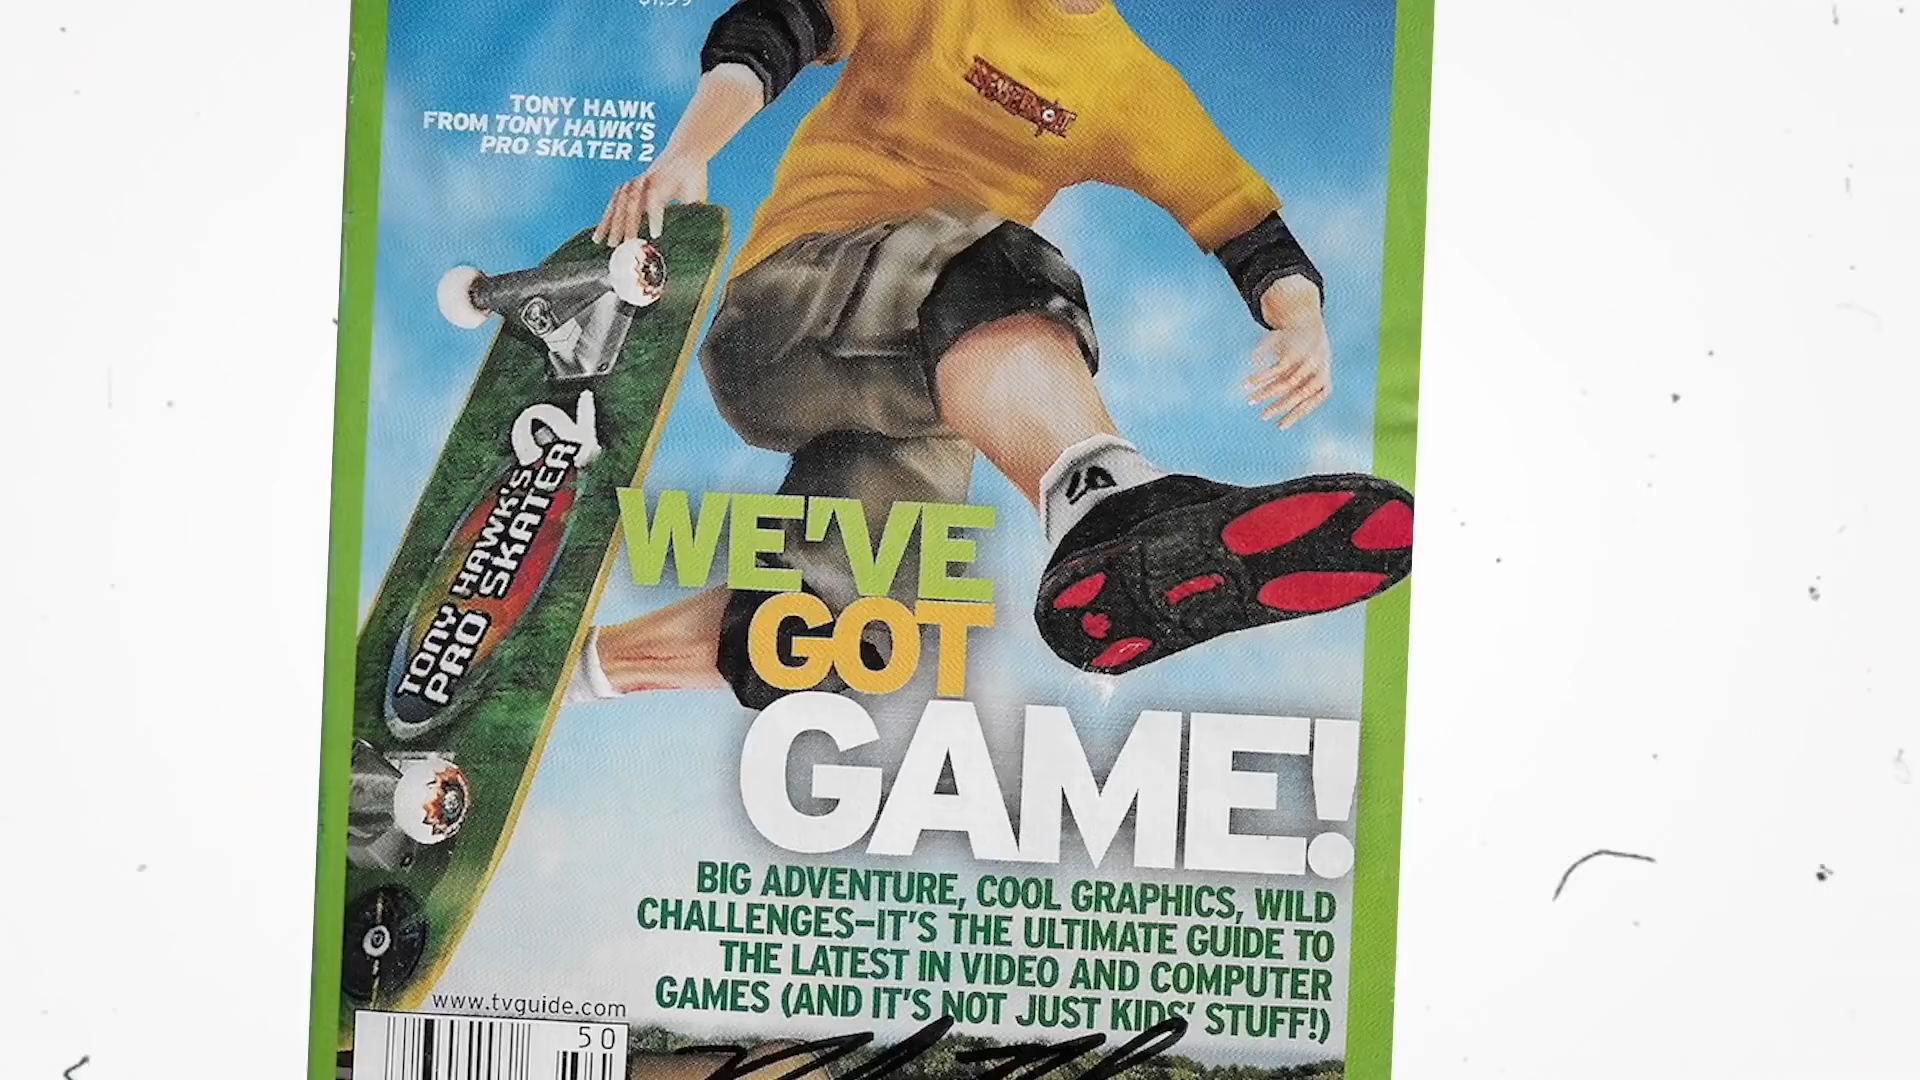 $1.99
TONY HAWK
FROM TONY HAWK'S
PRO SKATER 2
TONY HAWK'S
PRO SKATER 2
WE'VE
GOT
GAME!
BIG ADVENTURE, COOL GRAPHICS, WILD
CHALLENGES–IT'S THE ULTIMATE GUIDE TO
THE LATEST IN VIDEO AND COMPUTER
GAMES (AND IT'S NOT JUST KIDS' STUFF!)
www.tvguide.com
50